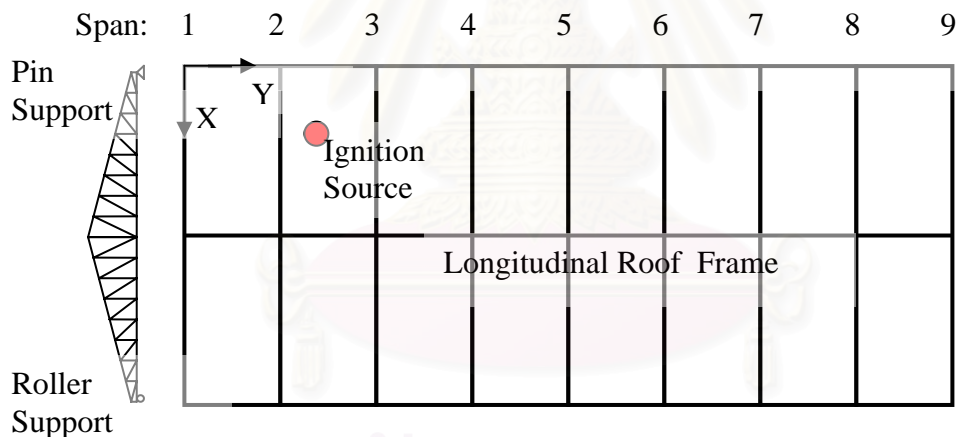 Span: 1 2 3 4 5 6 7 8 9
Pin
Support
Y
X
Ignition
Source
Longitudinal Roof Frame
Roller
Support